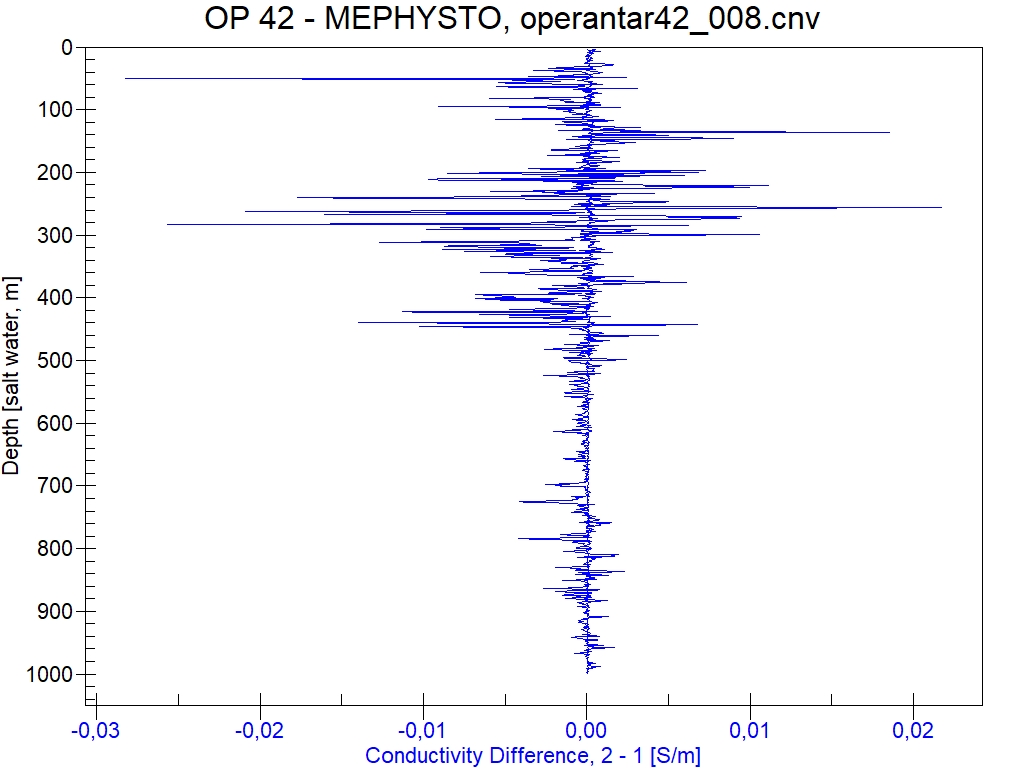 OP 42 - MEPHYSTO, operantar42_008.cnv
0
100
200
300
400
500
600
700
800
900
1000
Depth [salt water, m]
-0,03 -0,02 -0,01 0,00 0,01 0,02
Conductivity Difference, 2 - 1 [S/m]